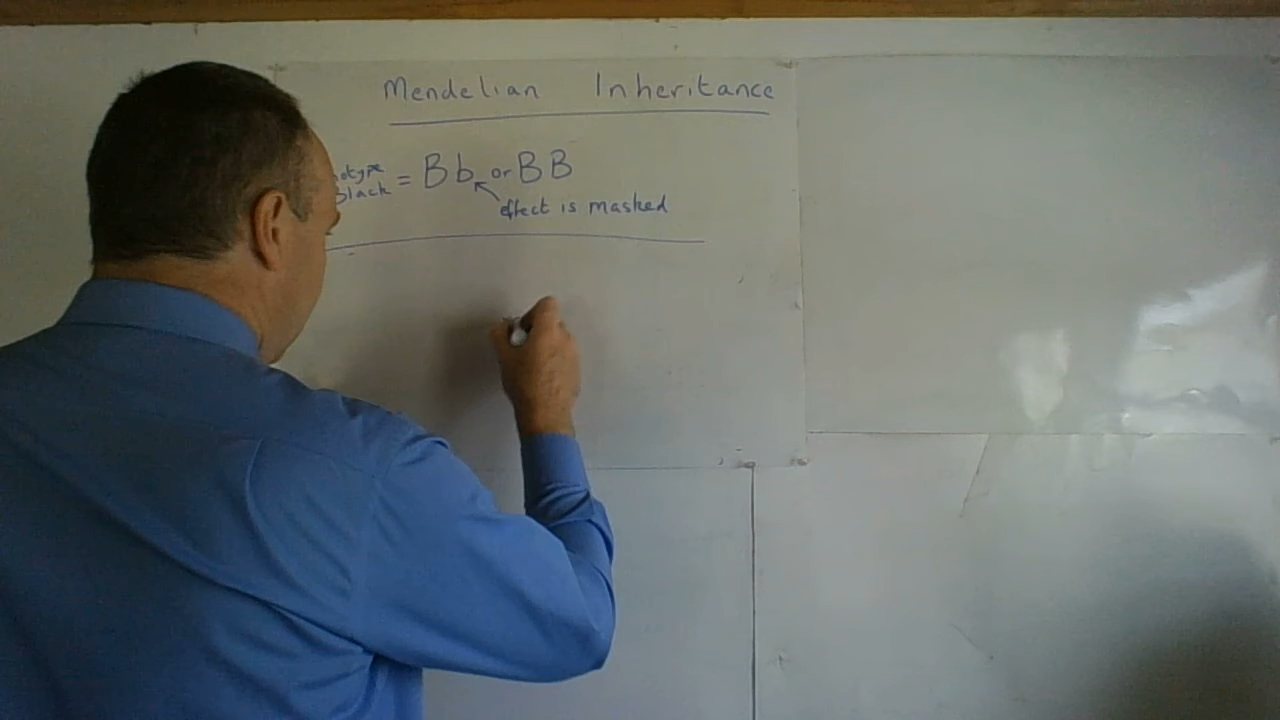 Mendelian Inheritance
= Bb or BB
Black
effect is masked